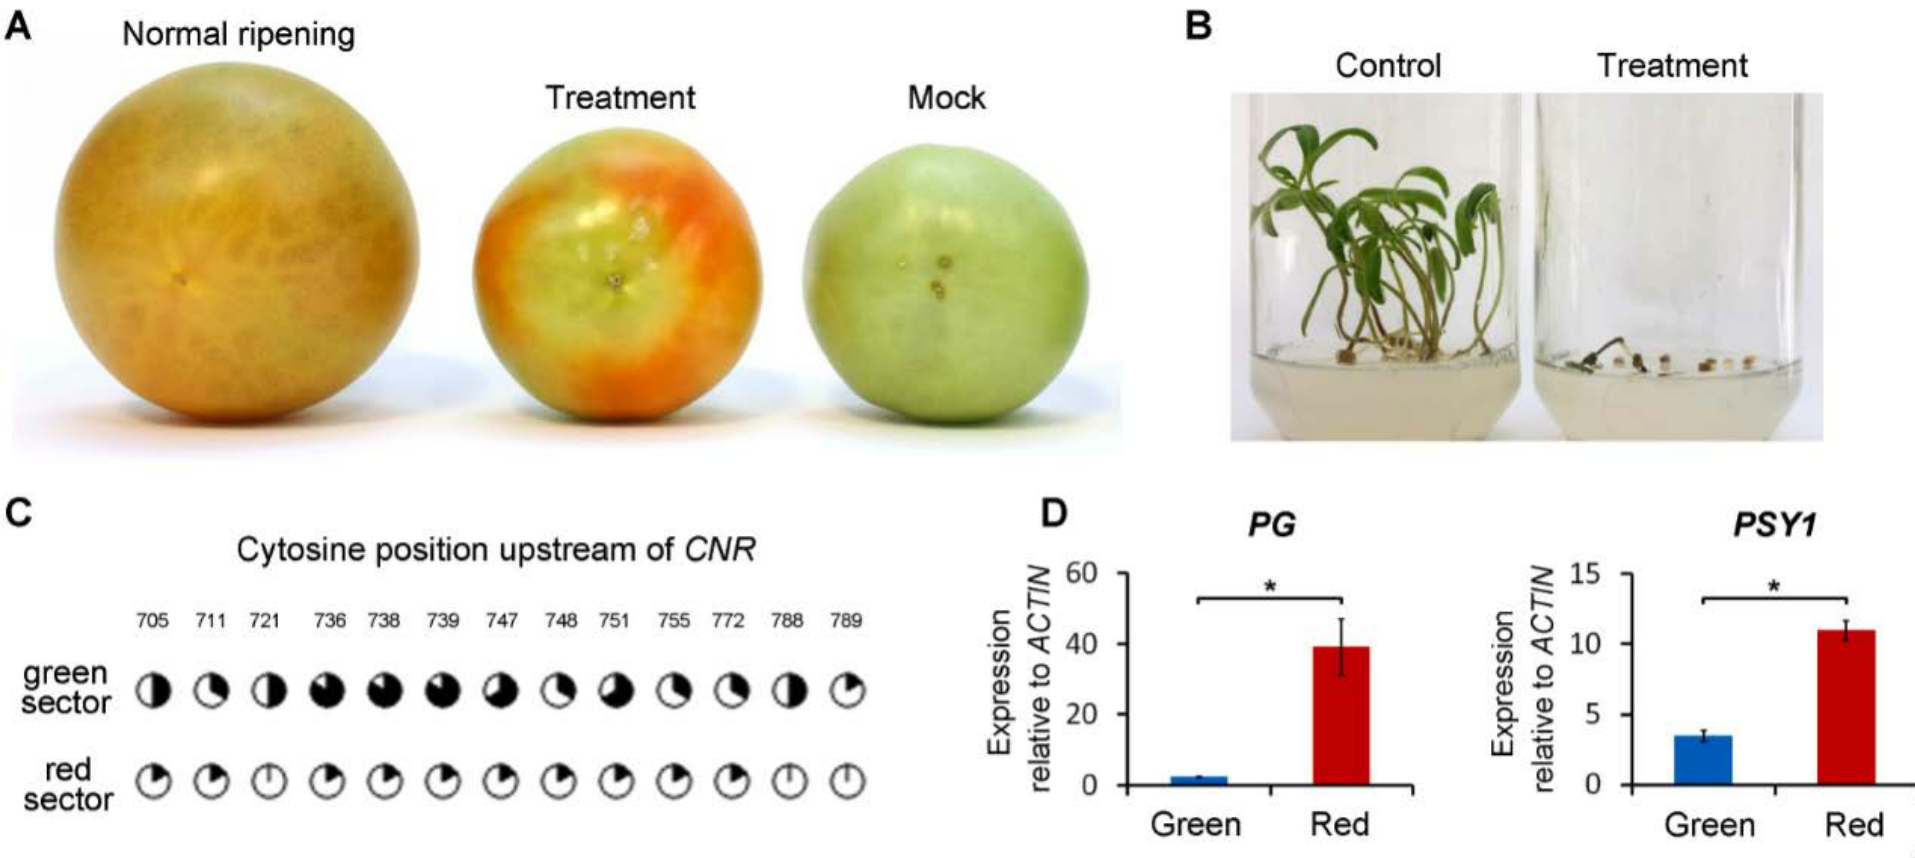 A
Normal ripening
Treatment
Mock
B
Control
Treatment
C
Cytosine position upstream of CNR
705 711 721 736 738 739 747 748 751 755 772 788 789
green
sector
red
sector
D
PG
Expression
relative to ACTIN
60
40
20
0
*
Green Red
PSY1
Expression
relative to ACTIN
15
10
5
0
*
Green Red